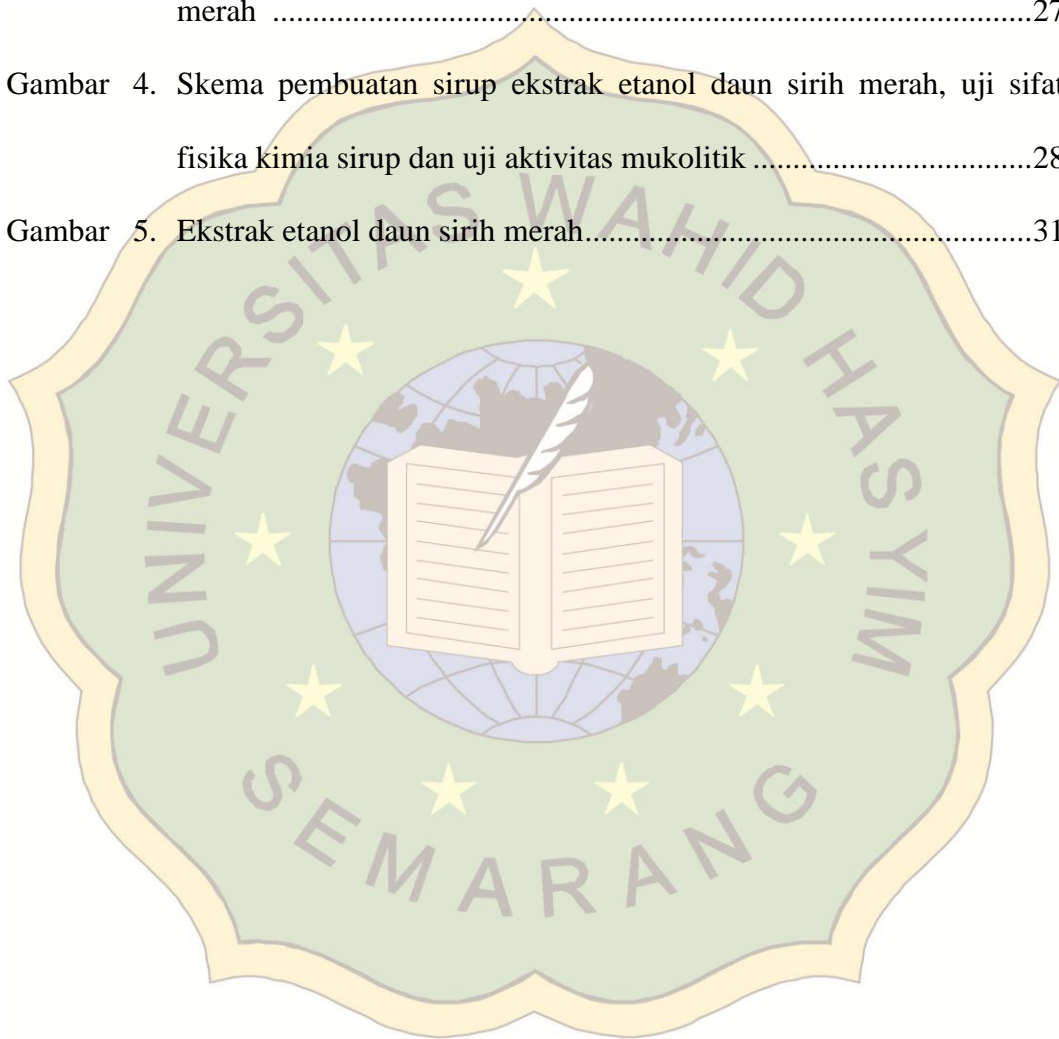 merah ..........................................................................................27
Gambar 4. Skema pembuatan sirup ekstrak etanol daun sirih merah, uji sifat
fisika kimia sirup dan uji aktivitas mukolitik ..................................28
Gambar 5. Ekstrak etanol daun sirih merah.....................................................31
UNIVERSITAS WAHID HASYIM
SEMARANG